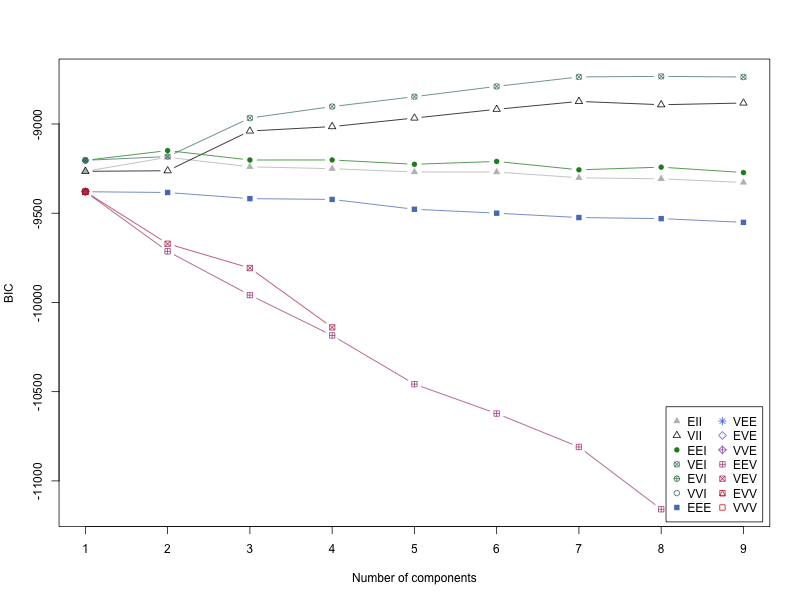 BIC
-9000
-9500
-10000
-10500
-11000
1 2 3 4 5 6 7 8 9
Number of components
EII VEE
VII EVE
EEI VVE
VEI EEV
EVI VEV
VVI EVV
EEE VVV